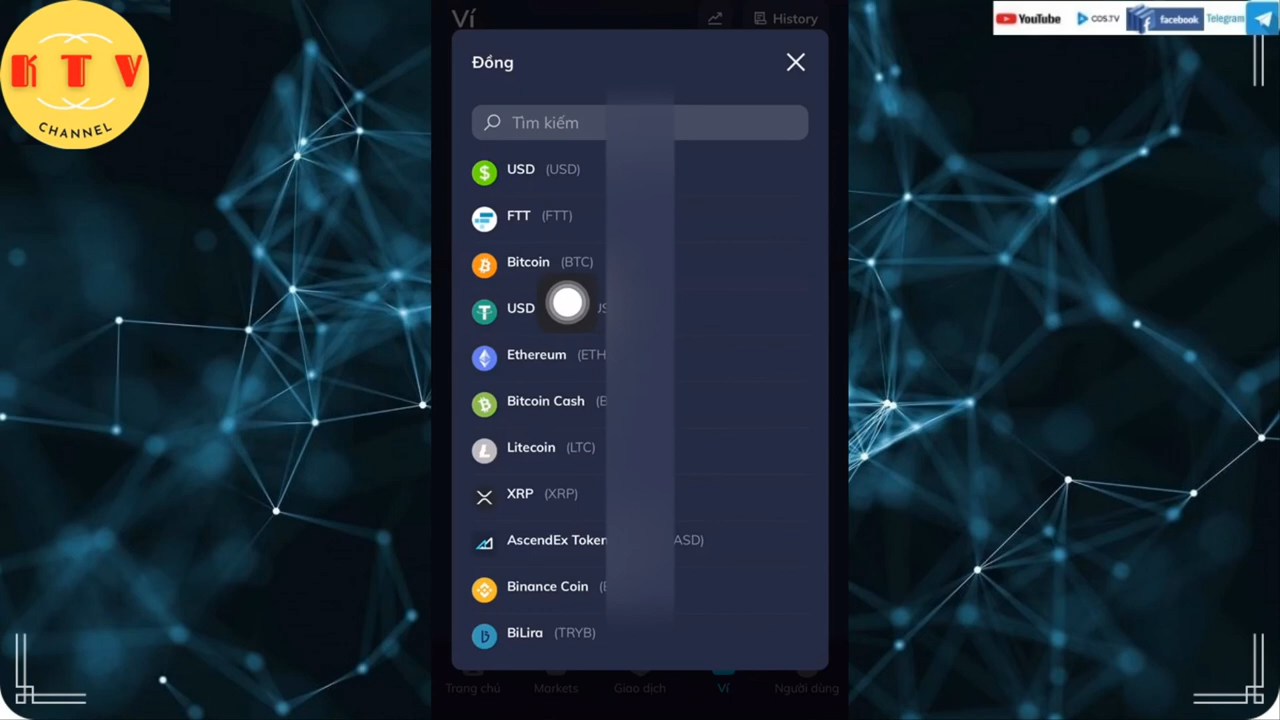 KTV
CHANNEL
YouTube
COS.TV
facebook
Telegram
Ví
History
Đồng
Tìm kiếm
USD (USD)
FTT (FTT)
Bitcoin (BTC)
USD
Ethereum (ETH
Bitcoin Cash (B
Litecoin (LTC)
XRP (XRP)
AscendEx Token ASD)
Binance Coin (B
BiLira (TRYB)
Trang chủ
Markets
Giao dịch
Ví
Người dùng